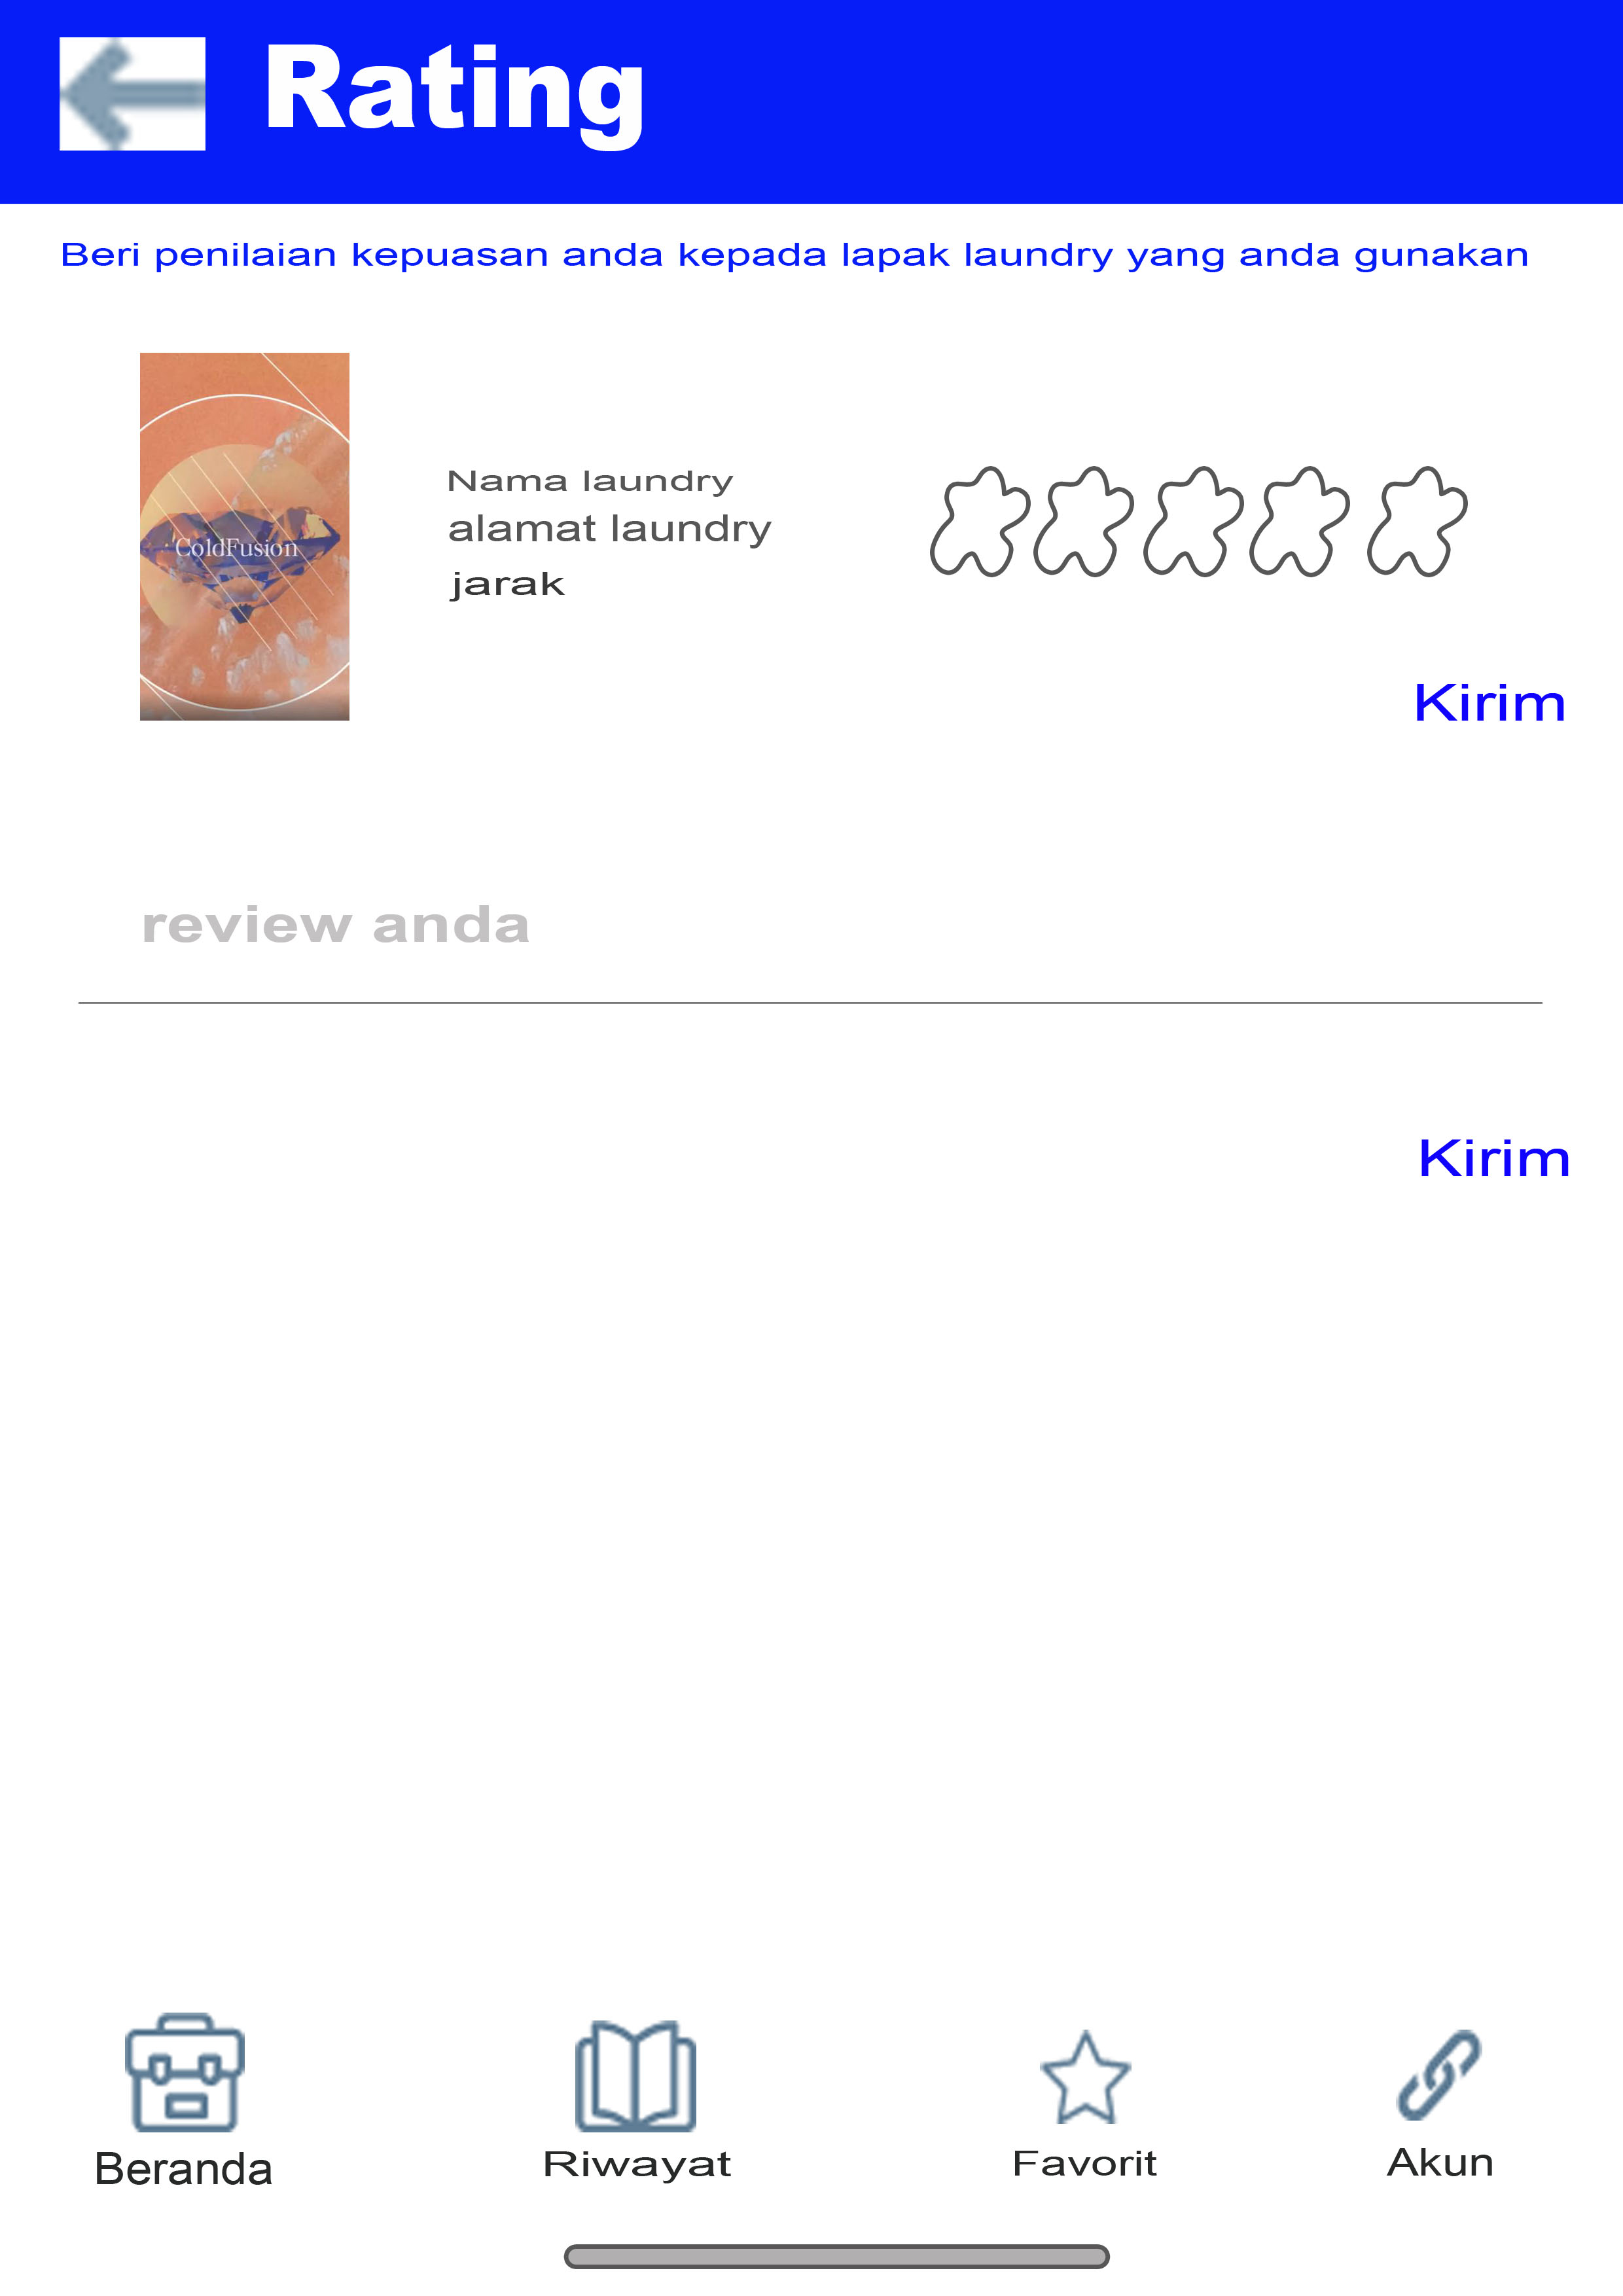 Rating
Beri penilaian kepuasan anda kepada lapak laundry yang anda gunakan
ColdFusion
Nama laundry
alamat laundry
jarak
Kirim
review anda
Kirim
Beranda
Riwayat
Favorit
Akun